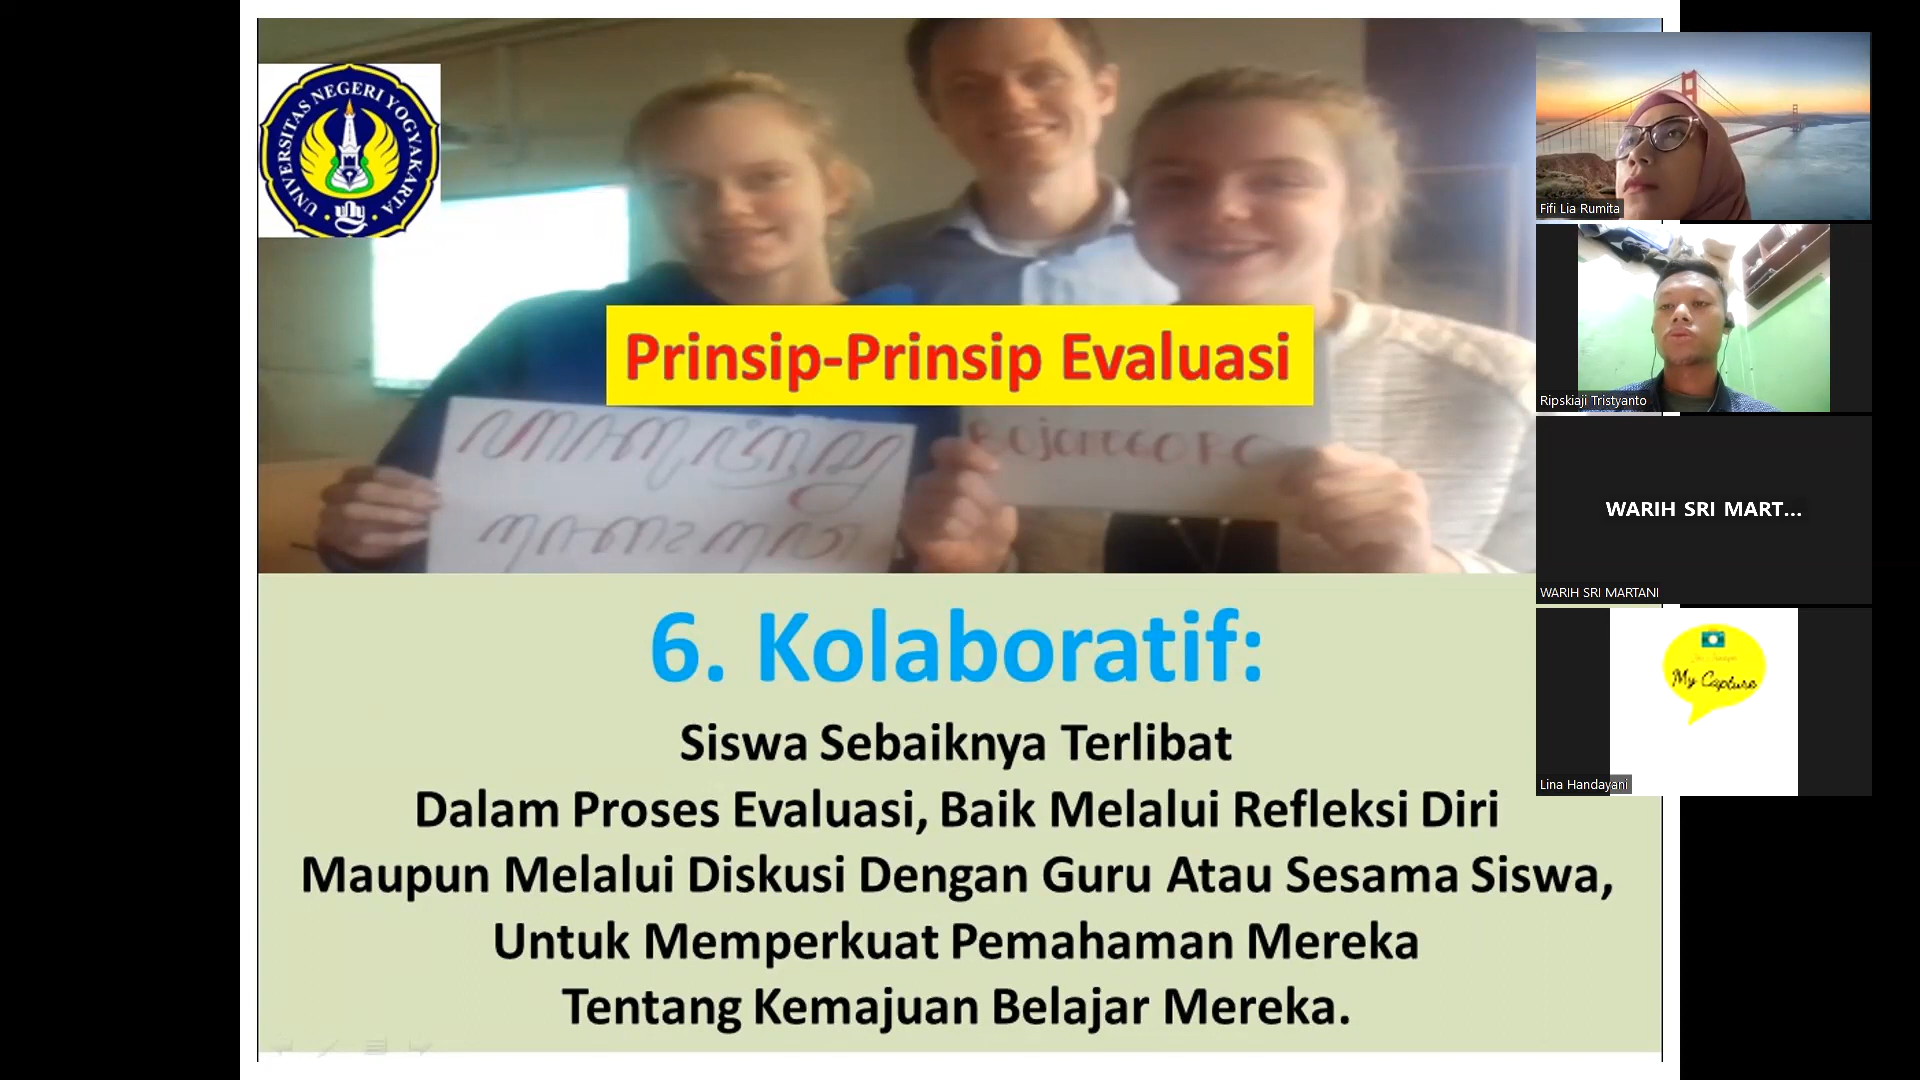 UNIVERSITAS NEGERI YOGYAKARTA
Prinsip-Prinsip Evaluasi
6. Kolaboratif:
Siswa Sebaiknya Terlibat
Dalam Proses Evaluasi, Baik Melalui Refleksi Diri
Maupun Melalui Diskusi Dengan Guru Atau Sesama Siswa,
Untuk Memperkuat Pemahaman Mereka
Tentang Kemajuan Belajar Mereka.
Fifi Lia Rumita
Ripskiaji Tristyanto
WARIH SRI MART...
WARIH SRI MARTANI
My Capture
Lina Handayani